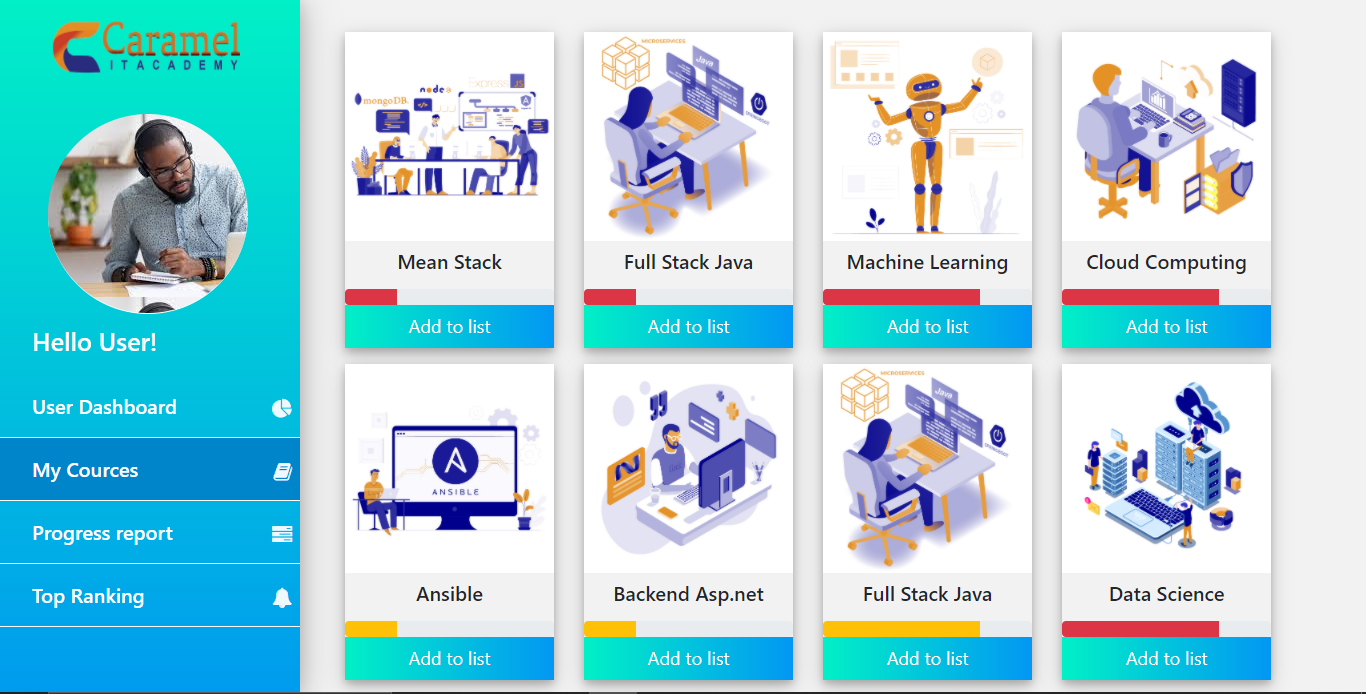 Caramel
ITACADEMY
Hello User!
User Dashboard
My Cources
Progress report
Top Ranking
mongoDB.
node
EXPRESS JS
Mean Stack
Add to list
MICROSERVICES
Java
Full Stack Java
Add to list
Machine Learning
Add to list
Cloud Computing
Add to list
ANSIBLE
Ansible
Add to list
Backend Asp.net
Add to list
MICROSERVICES
Java
Full Stack Java
Add to list
Data Science
Add to list